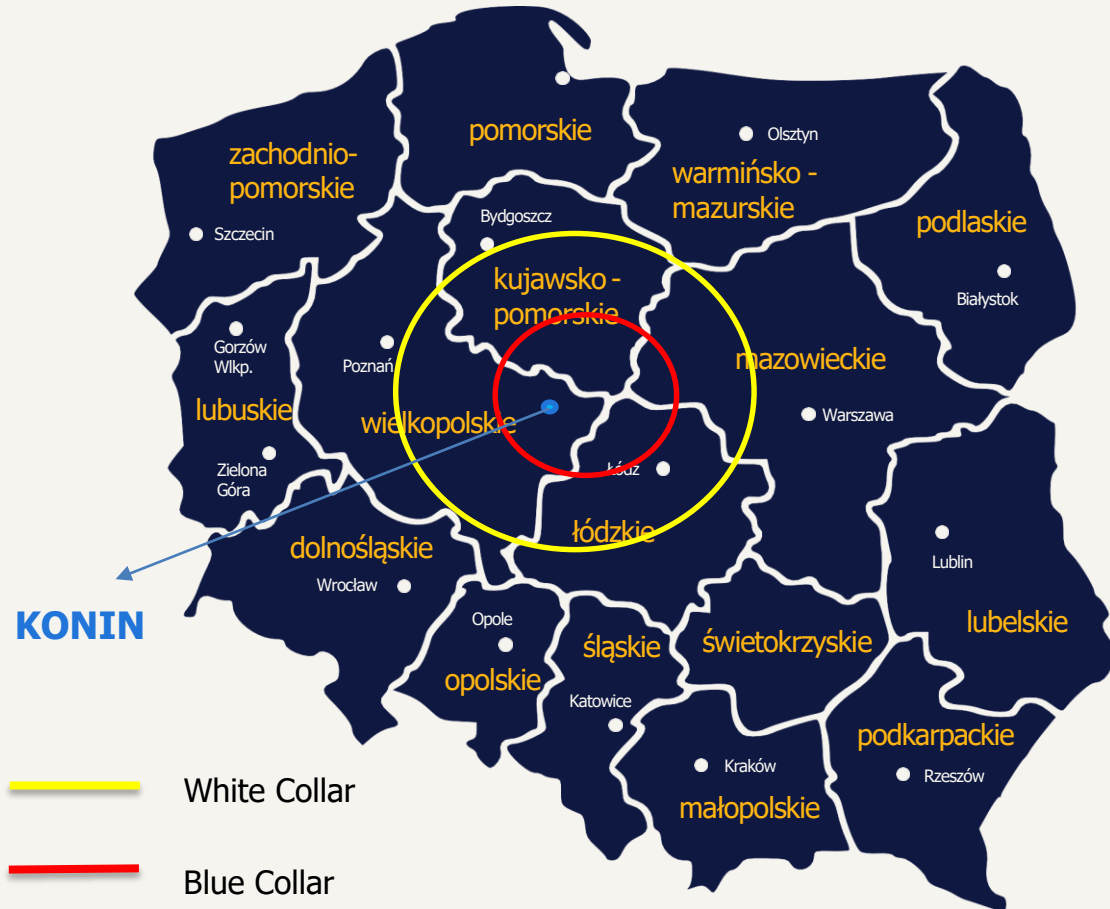 pomorskie
Olsztyn
zachodnio-
pomorskie
warmińsko -
mazurskie
Bydgoszcz
podlaskie
Szczecin
kujawsko -
pomorskie
Białystok
Gorzów
Wlkp.
Poznań
mazowieckie
lubuskie
wielkopolskie
Warszawa
Zielona
Góra
Łódź
dolnośląskie
łódzkie
Wrocław
Lublin
KONIN
Opole
śląskie
świetokrzyskie
lubelskie
opolskie
Katowice
podkarpackie
Kraków
Rzeszów
małopolskie
White Collar
Blue Collar